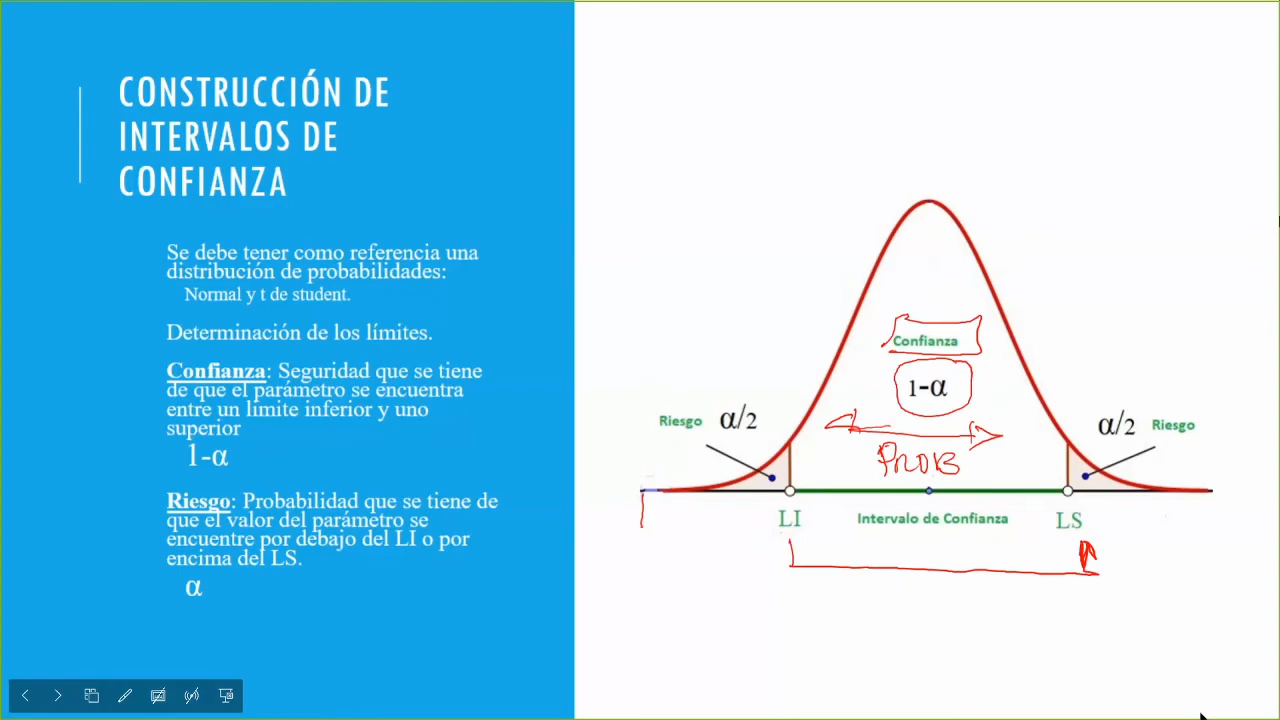 CONSTRUCCIÓN DE
INTERVALOS DE
CONFIANZA
Se debe tener como referencia una
distribución de probabilidades:
Normal y t de student.
Determinación de los límites.
Confianza: Seguridad que se tiene
de que el parámetro se encuentra
entre un límite inferior y uno
superior
1-α
Riesgo: Probabilidad que se tiene de
que el valor del parámetro se
encuentre por debajo del LI o por
encima del LS.
α
Confianza
1-α
Riesgo α/2
α/2 Riesgo
PROB
LI
Intervalo de Confianza
LS